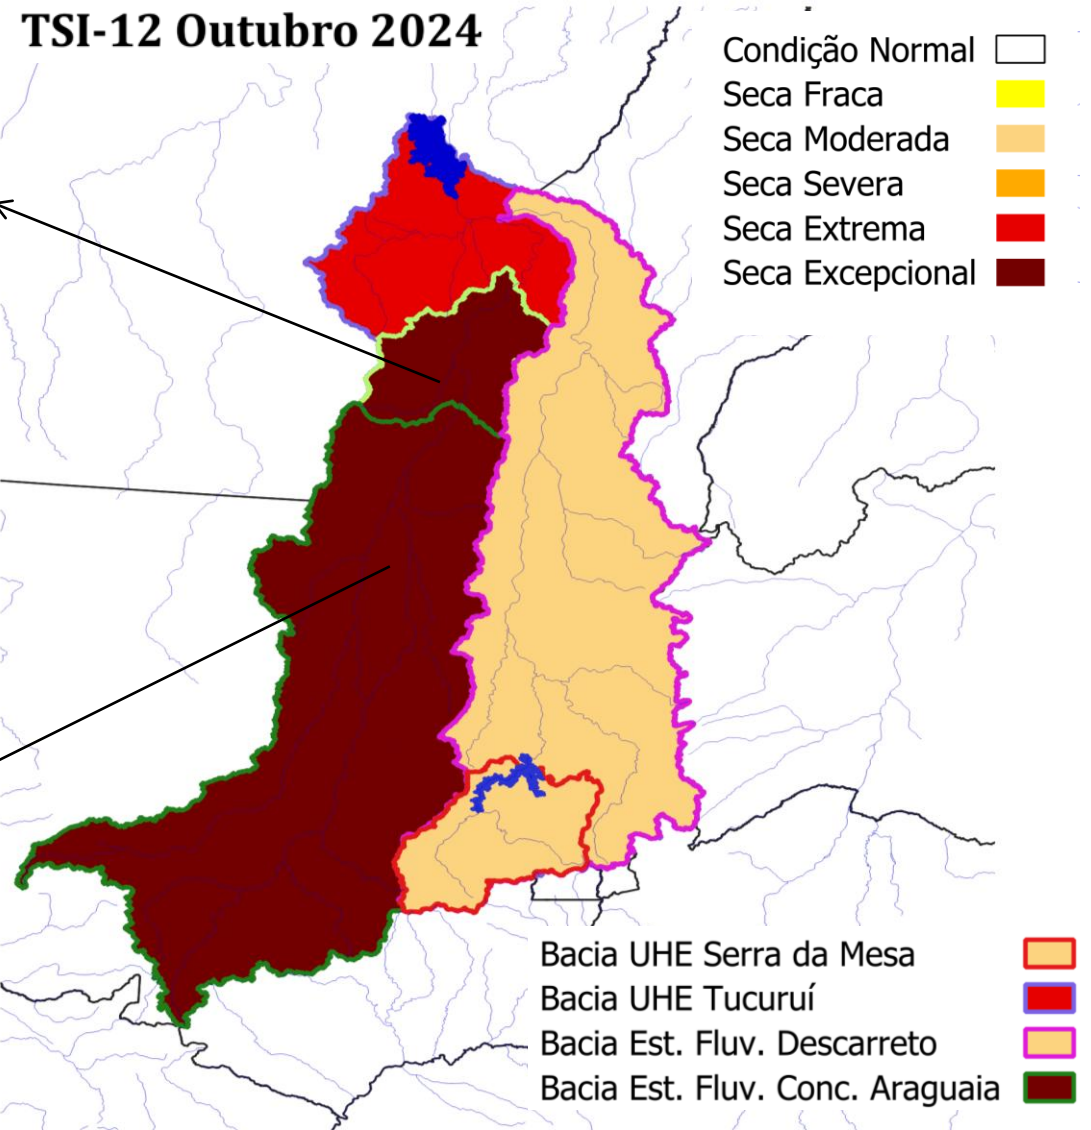 TSI-12 Outubro 2024
Condição Normal
Seca Fraca
Seca Moderada
Seca Severa
Seca Extrema
Seca Excepcional
Bacia UHE Serra da Mesa
Bacia UHE Tucuruí
Bacia Est. Fluv. Descarreto
Bacia Est. Fluv. Conc. Araguaia